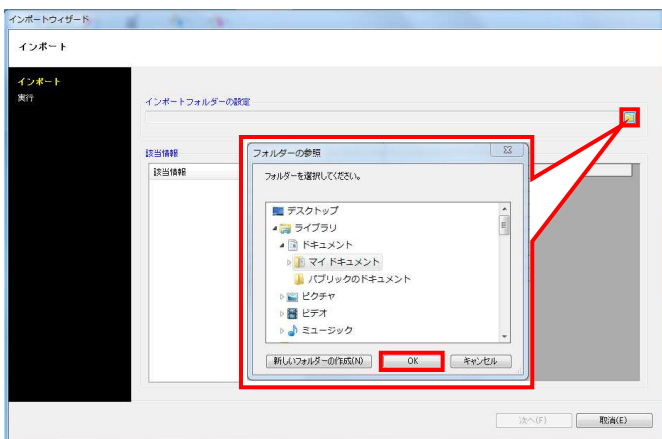 インポートウィザード
インポート
インポート
実行
インポートフォルダーの設定
該当情報
該当情報
フォルダーの参照
フォルダーを選択してください。
デスクトップ
ライブラリ
ドキュメント
マイ ドキュメント
パブリックのドキュメント
ピクチャ
ビデオ
ミュージック
新しいフォルダーの作成(N)
OK
キャンセル
次へ(F)
取消(E)